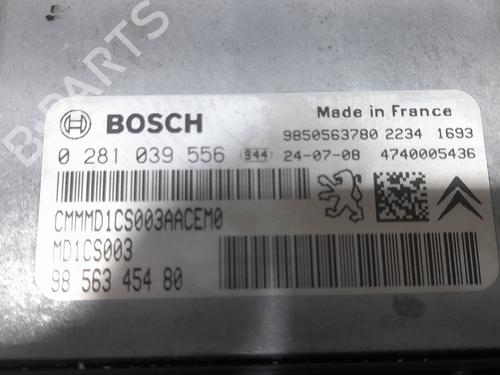 B-PARTS
BOSCH
Made in France
9850563780 2234 1693
0 281 039 556 944 24-07-08 4740005436
CMMMD1CS003AACEM0
MD1CS003
98 563 454 80